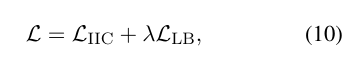 ℒ = ℒ_IIC + λℒ_LB, (10)